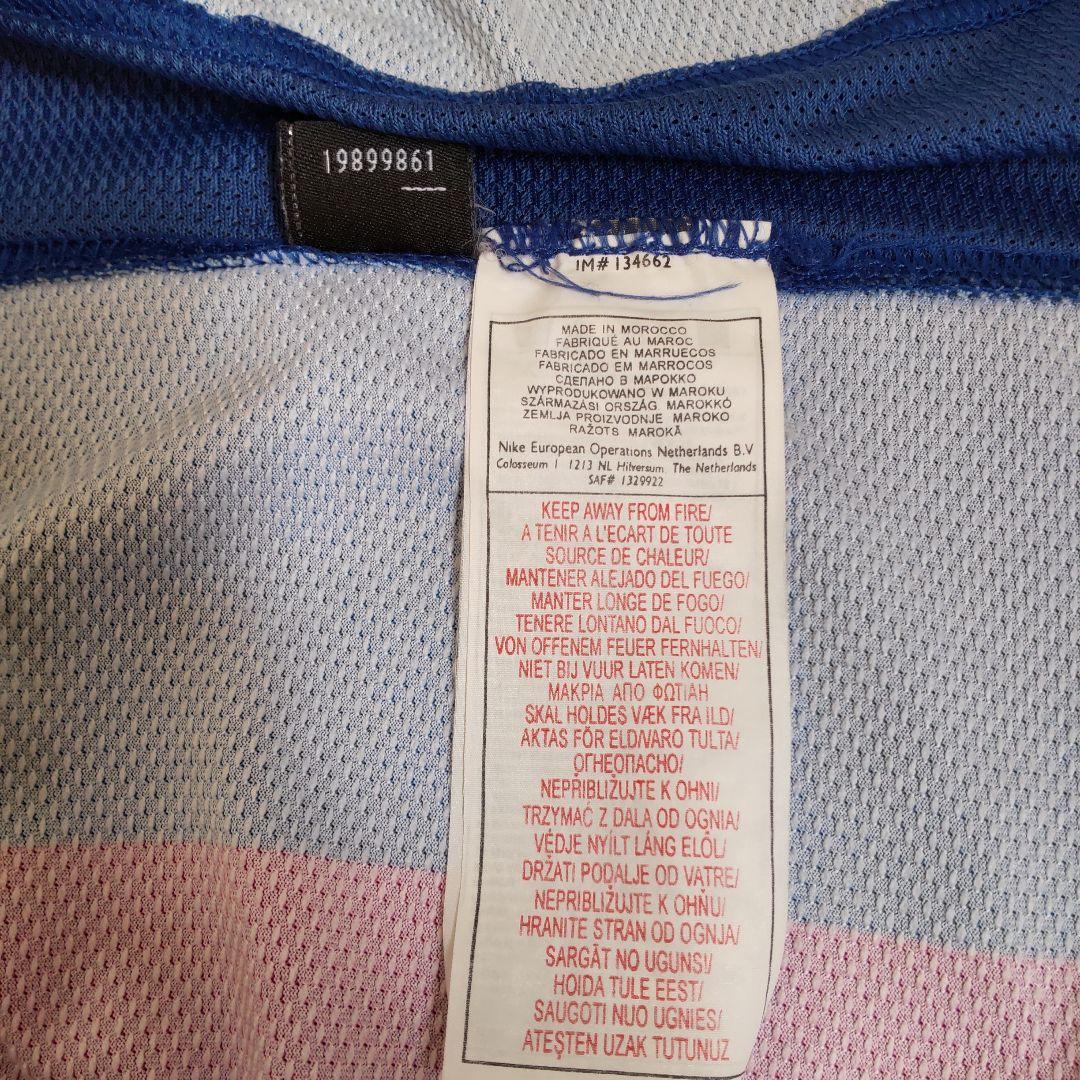 19899861
IM# 134662
MADE IN MOROCCO
FABRIQUÉ AU MAROC
FABRICADO EN MARRUECOS
FABRICADO EM MARROCOS
СДЕЛАНО В МАРОККО
WYPRODUKOWANO W MAROKU
SZÁRMAZÁSI ORSZÁG MAROKKÓ
ZEMLJA PROIZVODNJE MAROKO
RAŽOTS MAROKĀ
Nike European Operations Netherlands B.V
Colosseum 1 1213 NL Hilversum The Netherlands
SAF# 1329922
KEEP AWAY FROM FIRE/
A TENIR A L'ECART DE TOUTE
SOURCE DE CHALEUR/
MANTENER ALEJADO DEL FUEGO/
MANTER LONGE DE FOGO/
TENERE LONTANO DAL FUOCO/
VON OFFENEM FEUER FERNHALTEN/
NIET BIJ VUUR LATEN KOMEN/
ΜΑΚΡΙΑ ΑΠΟ ΦΩΤΙΑΗ
SKAL HOLDES VÆK FRA ILD/
AKTAS FÖR ELD/VARO TULTA/
ОГНЕОПАСНО/
NEPŘIBLIŽUJTE K OHNI/
TRZYMAĆ Z DALA OD OGNIA/
VÉDJE NYÍLT LÁNG ELŐL/
DRŽATI PODALJE OD VATRE/
NEPRIBLIŽUJTE K OHŇU/
HRANITE STRAN OD OGNJA/
SARGĀT NO UGUNS/
HOIDA TULE EEST/
SAUGOTI NUO UGNIES/
ATEŞTEN UZAK TUTUNUZ